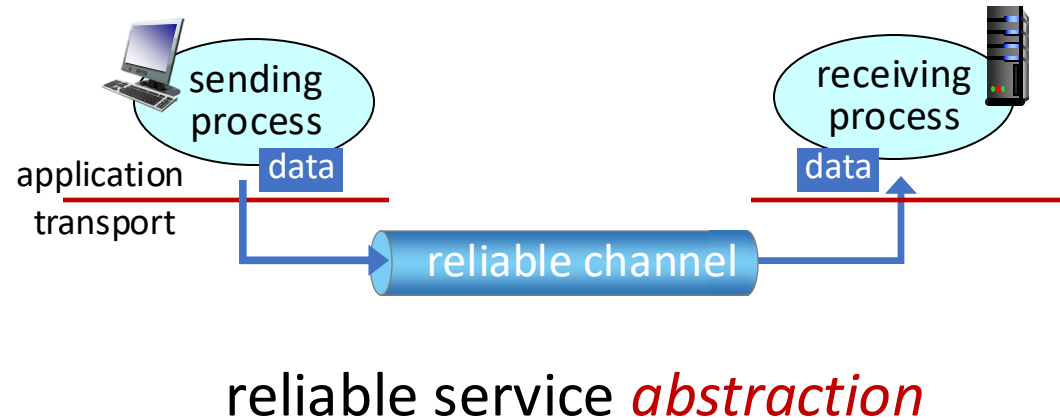 sending
process
data
application
transport
receiving
process
data
reliable channel
reliable service abstraction